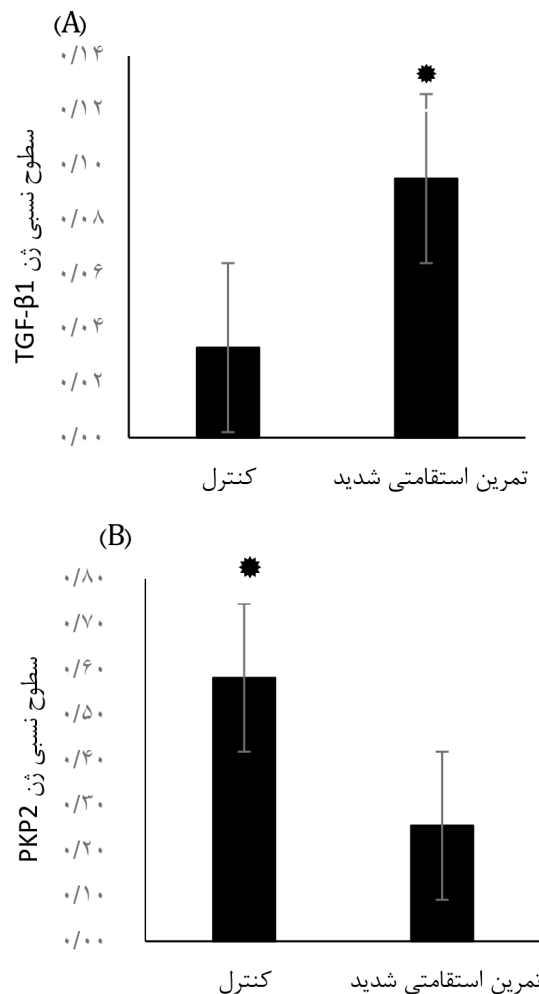 (A)
۰/۱۴
۰/۱۲
۰/۱۰
۰/۰۸
۰/۰۶
۰/۰۴
۰/۰۲
۰/۰۰
سطوح نسبی ژن
TGF-β1
کنترل
تمرین استقامتی شدید
(B)
۰/۸۰
۰/۷۰
۰/۶۰
۰/۵۰
۰/۴۰
۰/۳۰
۰/۲۰
۰/۱۰
۰/۰۰
سطوح نسبی ژن
PKP2
کنترل
تمرین استقامتی شدید